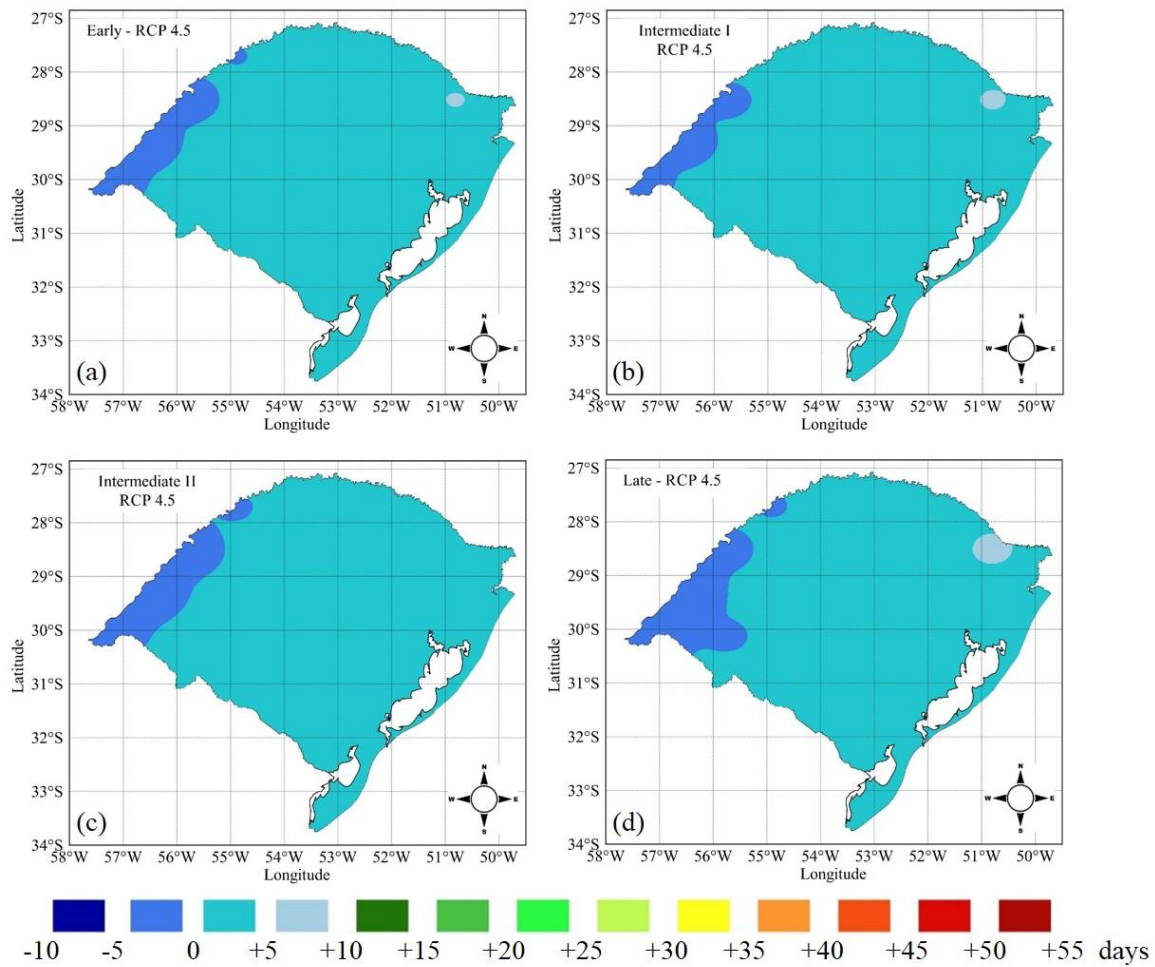 27°S
28°S
29°S
30°S
31°S
32°S
33°S
34°S
Latitude
Early - RCP 4.5
N
W E
S
(a)
58°W 57°W 56°W 55°W 54°W 53°W 52°W 51°W 50°W
Longitude
27°S
28°S
29°S
30°S
31°S
32°S
33°S
34°S
Latitude
Intermediate I
RCP 4.5
N
W E
S
(b)
58°W 57°W 56°W 55°W 54°W 53°W 52°W 51°W 50°W
Longitude
27°S
28°S
29°S
30°S
31°S
32°S
33°S
34°S
Latitude
Intermediate II
RCP 4.5
N
W E
S
(c)
58°W 57°W 56°W 55°W 54°W 53°W 52°W 51°W 50°W
Longitude
27°S
28°S
29°S
30°S
31°S
32°S
33°S
34°S
Latitude
Late - RCP 4.5
N
W E
S
(d)
58°W 57°W 56°W 55°W 54°W 53°W 52°W 51°W 50°W
Longitude
-10 -5 0 +5 +10 +15 +20 +25 +30 +35 +40 +45 +50 +55 days